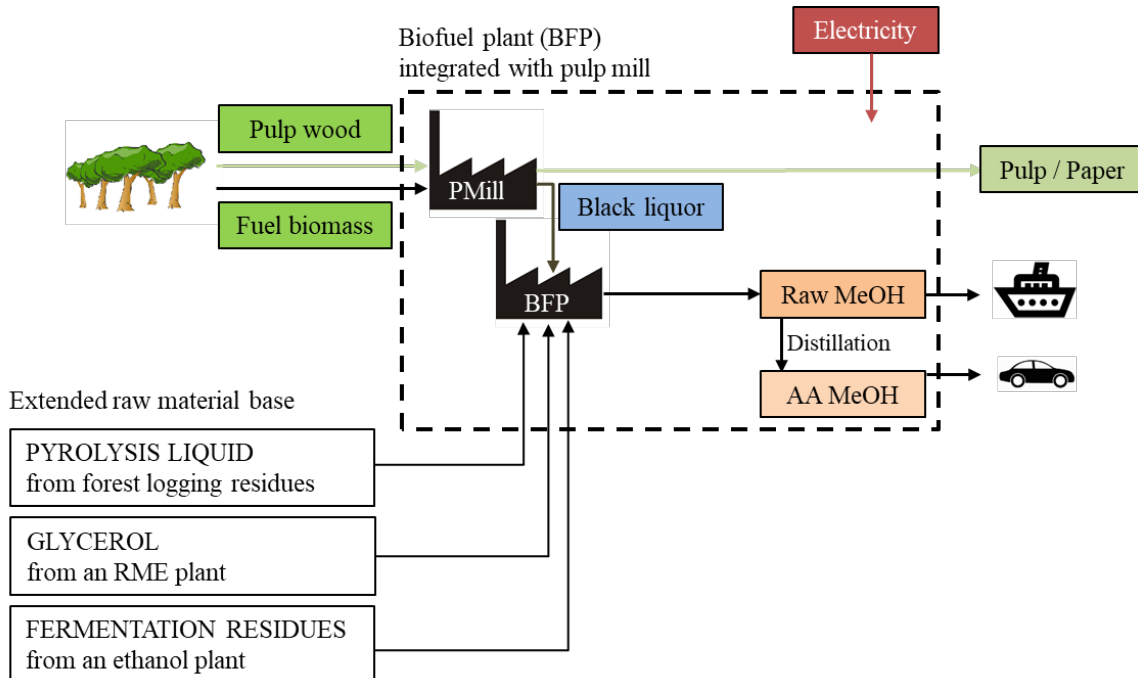 Electricity
Biofuel plant (BFP)
integrated with pulp mill
Pulp wood
Pulp / Paper
PMill
Black liquor
Fuel biomass
BFP
Raw MeOH
Distillation
AA MeOH
Extended raw material base
PYROLYSIS LIQUID
from forest logging residues
GLYCEROL
from an RME plant
FERMENTATION RESIDUES
from an ethanol plant